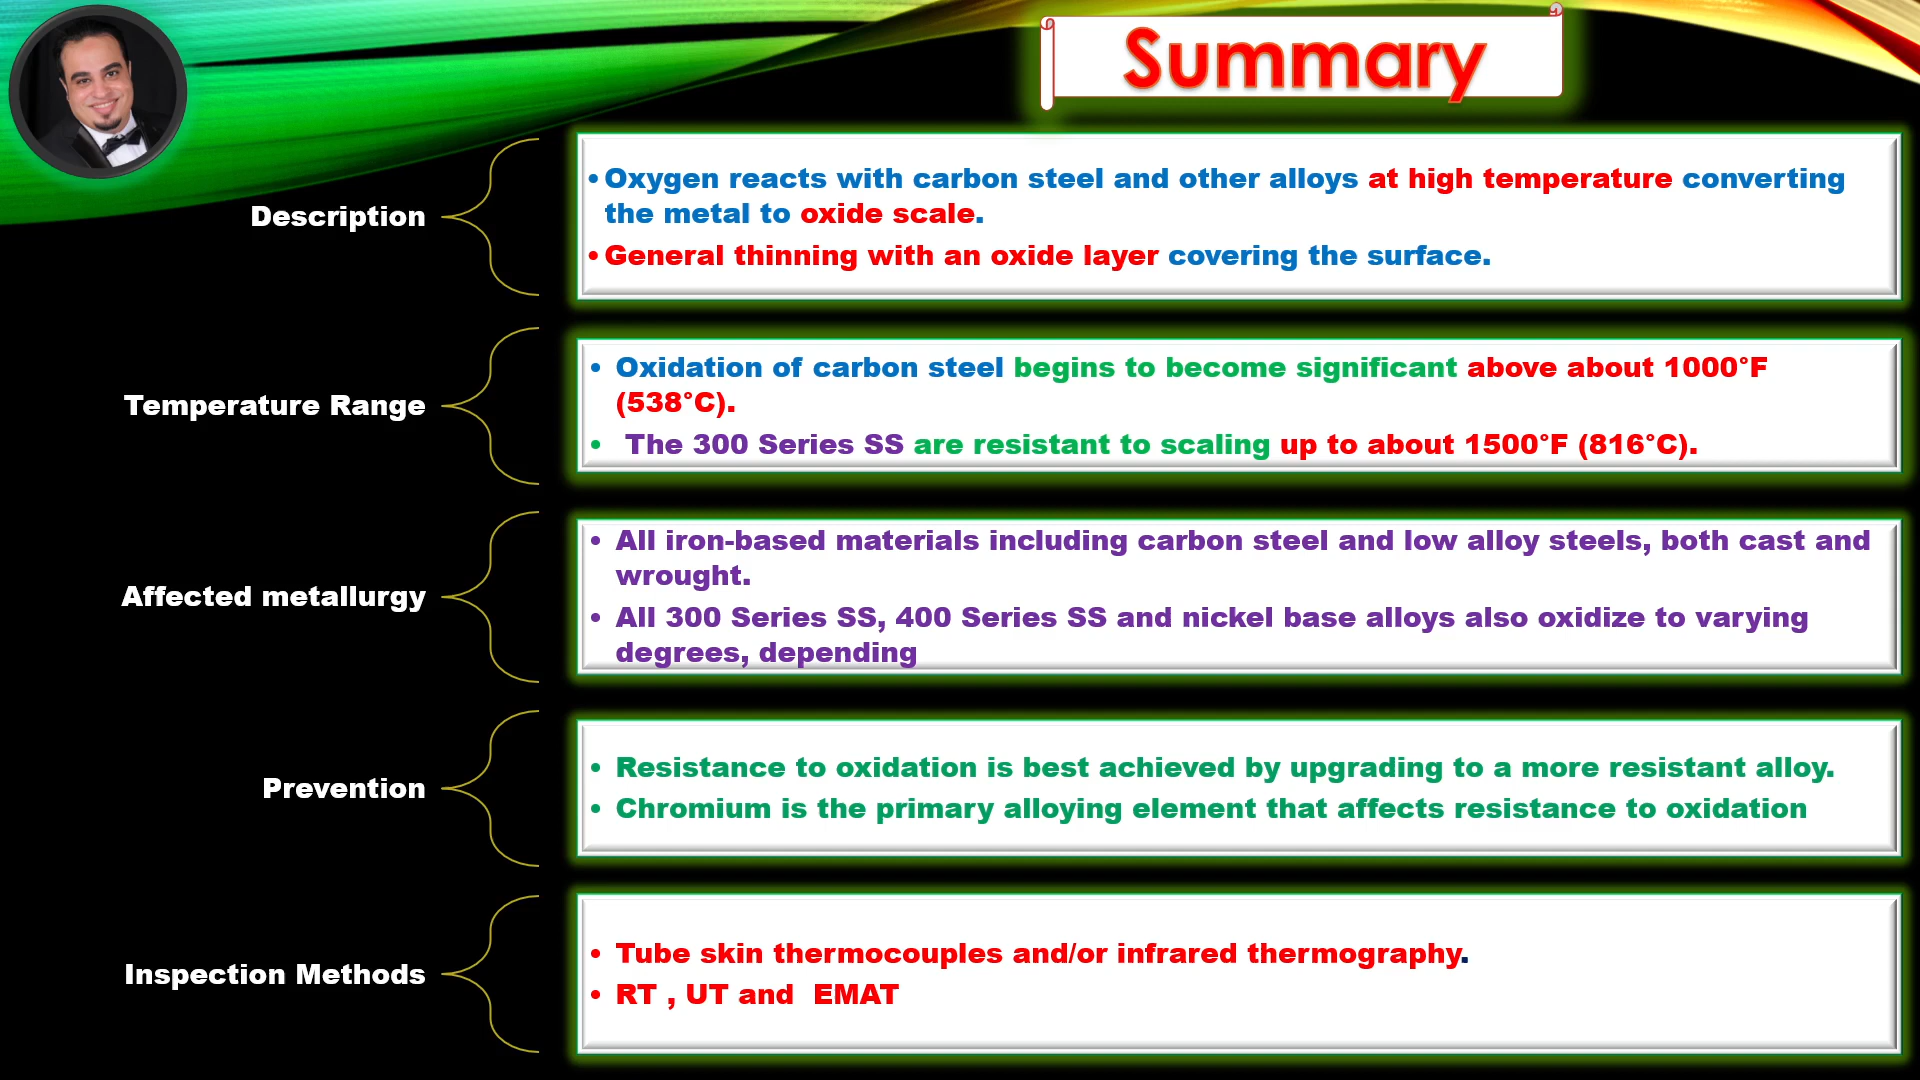 Summary
Description
•Oxygen reacts with carbon steel and other alloys at high temperature converting
the metal to oxide scale.
•General thinning with an oxide layer covering the surface.
Temperature Range
• Oxidation of carbon steel begins to become significant above about 1000°F
(538°C).
• The 300 Series SS are resistant to scaling up to about 1500°F (816°C).
Affected metallurgy
• All iron-based materials including carbon steel and low alloy steels, both cast and
wrought.
• All 300 Series SS, 400 Series SS and nickel base alloys also oxidize to varying
degrees, depending
Prevention
• Resistance to oxidation is best achieved by upgrading to a more resistant alloy.
• Chromium is the primary alloying element that affects resistance to oxidation
Inspection Methods
• Tube skin thermocouples and/or infrared thermography.
• RT , UT and  EMAT